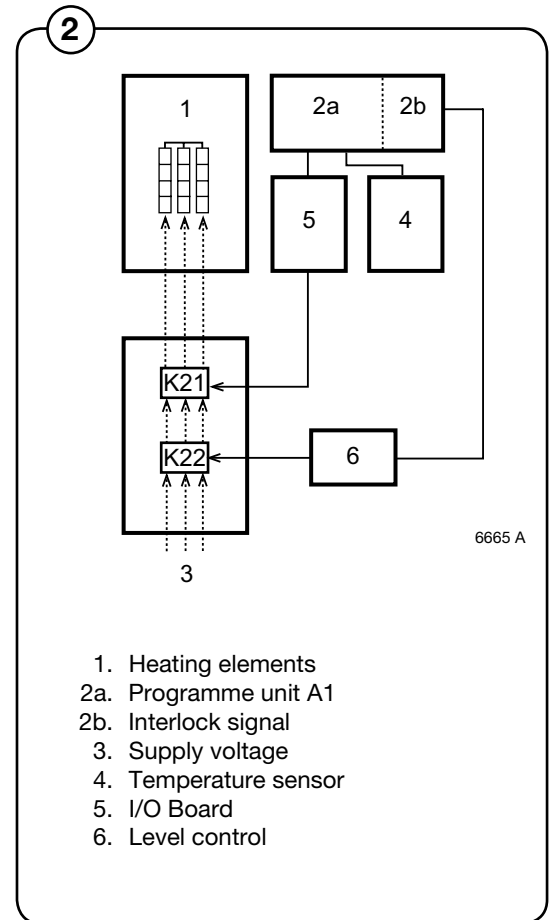 2
1
2a
2b
5
4
K21
K22
6
3
6665 A
1. Heating elements
2a. Programme unit A1
2b. Interlock signal
3. Supply voltage
4. Temperature sensor
5. I/O Board
6. Level control